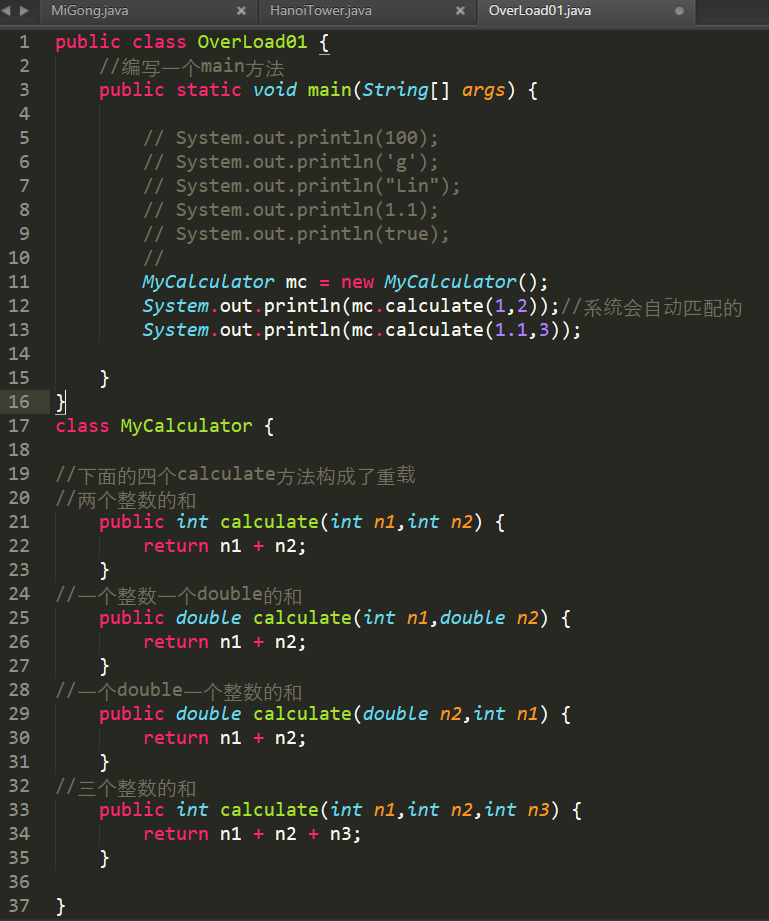 MiGong.java × HanoiTower.java × OverLoad01.java
1 public class OverLoad01 {
2 //编写一个main方法
3 public static void main(String[] args) {
4
5 // System.out.println(100);
6 // System.out.println('g');
7 // System.out.println("Lin");
8 // System.out.println(1.1);
9 // System.out.println(true);
10 //
11 MyCalculator mc = new MyCalculator();
12 System.out.println(mc.calculate(1,2));//系统会自动匹配的
13 System.out.println(mc.calculate(1.1,3));
14
15 }
16 }
17 class MyCalculator {
18
19 //下面的四个calculate方法构成了重载
20 //两个整数的和
21 public int calculate(int n1,int n2) {
22 return n1 + n2;
23 }
24 //一个整数一个double的和
25 public double calculate(int n1,double n2) {
26 return n1 + n2;
27 }
28 //一个double一个整数的和
29 public double calculate(double n2,int n1) {
30 return n1 + n2;
31 }
32 //三个整数的和
33 public int calculate(int n1,int n2,int n3) {
34 return n1 + n2 + n3;
35 }
36
37 }